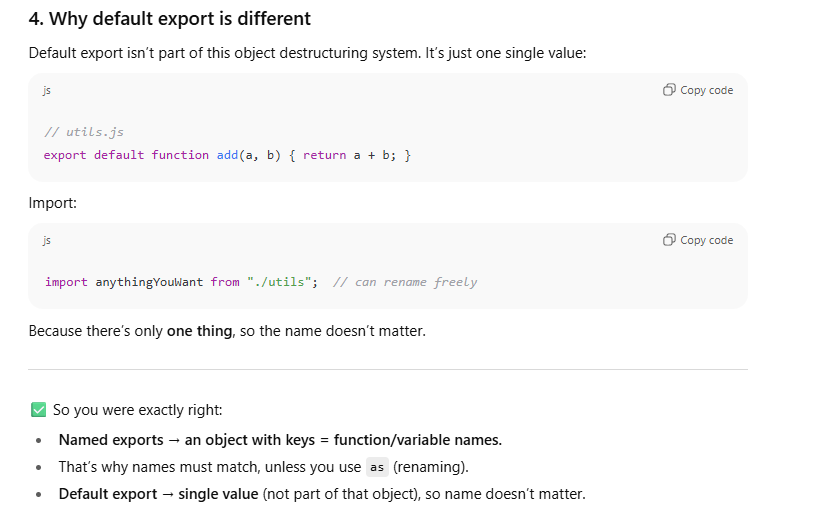 4. Why default export is different
Default export isn’t part of this object destructuring system. It’s just one single value:
js
Copy code
// utils.js
export default function add(a, b) { return a + b; }
Import:
js
Copy code
import anythingYouWant from "./utils";  // can rename freely
Because there’s only one thing, so the name doesn’t matter.
✅ So you were exactly right:
• Named exports → an object with keys = function/variable names.
• That’s why names must match, unless you use as (renaming).
• Default export → single value (not part of that object), so name doesn’t matter.